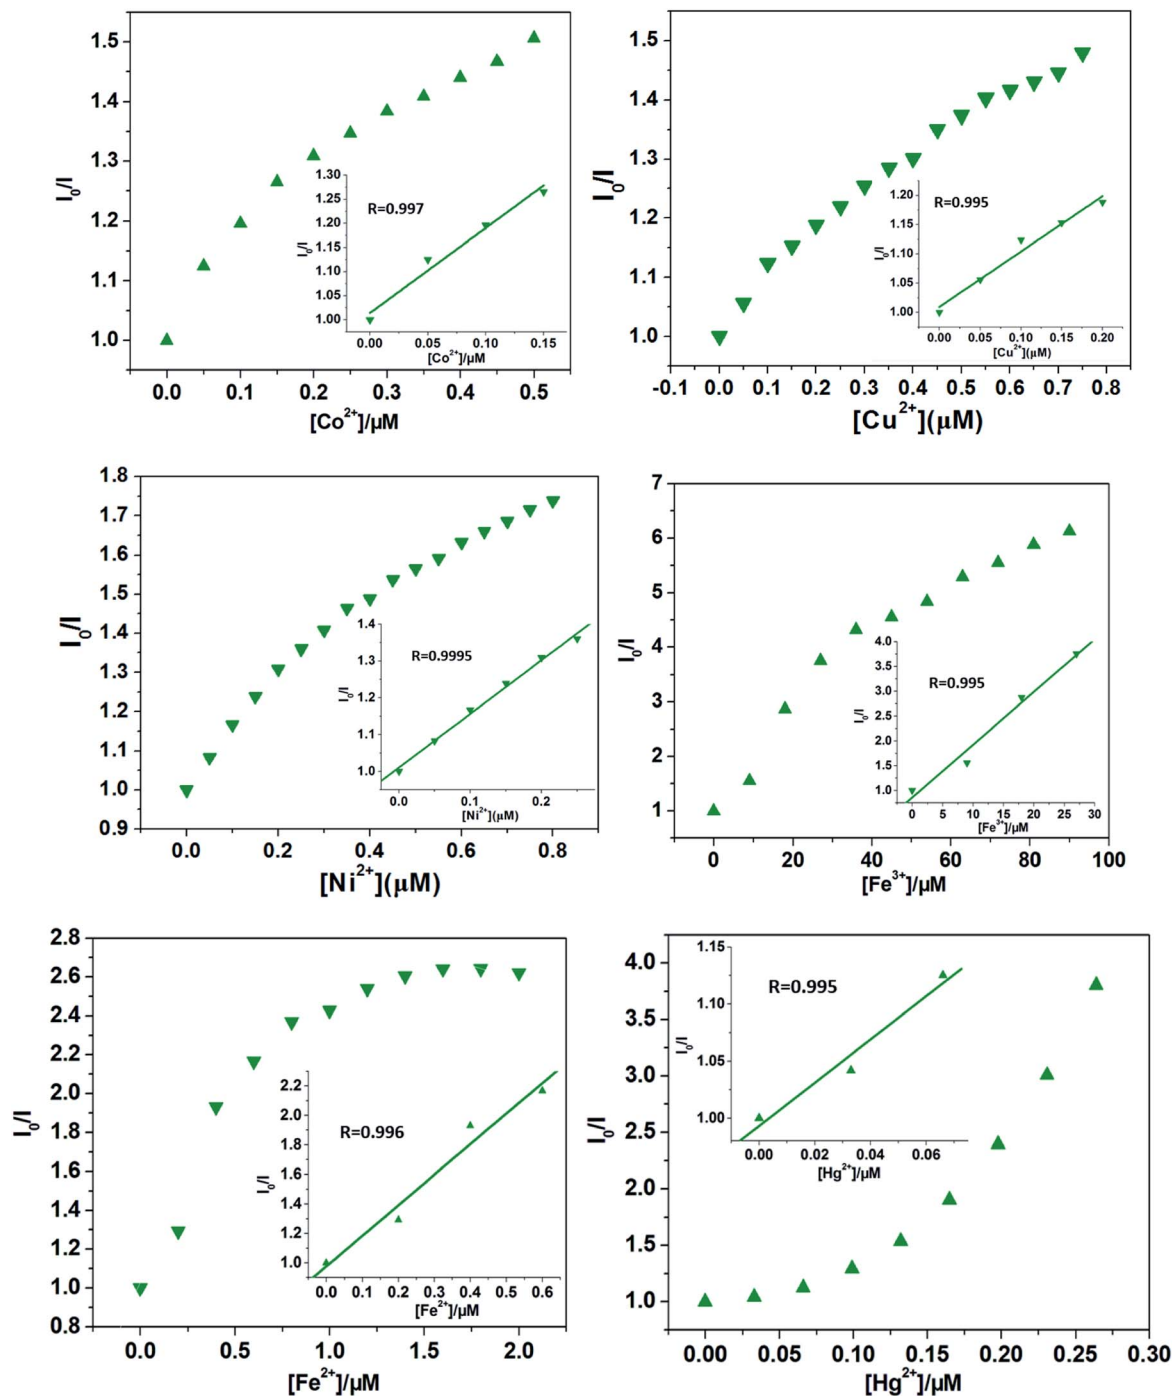 1.5
1.4
1.3
1.2
1.1
1.0
I₀/I
0.0 0.1 0.2 0.3 0.4 0.5
[Co²⁺]/µM
R=0.997
1.30
1.25
1.20
1.15
1.10
1.05
1.00
I₀/I
0.00 0.05 0.10 0.15
[Co²⁺]/µM
1.5
1.4
1.3
1.2
1.1
1.0
I₀/I
-0.1 0.0 0.1 0.2 0.3 0.4 0.5 0.6 0.7 0.8
[Cu²⁺](µM)
R=0.995
1.20
1.15
1.10
1.05
1.00
I₀/I
0.00 0.05 0.10 0.15 0.20
[Cu²⁺](µM)
1.8
1.7
1.6
1.5
1.4
1.3
1.2
1.1
1.0
0.9
I₀/I
0.0 0.2 0.4 0.6 0.8
[Ni²⁺](µM)
R=0.9995
1.4
1.3
1.2
1.1
1.0
I₀/I
0.0 0.1 0.2
[Ni²⁺](µM)
7
6
5
4
3
2
1
I₀/I
0 20 40 60 80 100
[Fe³⁺]/µM
R=0.995
4.0
3.5
3.0
2.5
2.0
1.5
1.0
I₀/I
0 5 10 15 20 25 30
[Fe³⁺]/µM
2.8
2.6
2.4
2.2
2.0
1.8
1.6
1.4
1.2
1.0
0.8
I₀/I
0.0 0.5 1.0 1.5 2.0
[Fe²⁺]/µM
R=0.996
2.2
2.0
1.8
1.6
1.4
1.2
1.0
I₀/I
0.0 0.1 0.2 0.3 0.4 0.5 0.6
[Fe²⁺]/µM
4.0
3.5
3.0
2.5
2.0
1.5
1.0
I₀/I
0.00 0.05 0.10 0.15 0.20 0.25 0.30
[Hg²⁺]/µM
R=0.995
1.15
1.10
1.05
1.00
I₀/I
0.00 0.02 0.04 0.06
[Hg²⁺]/µM